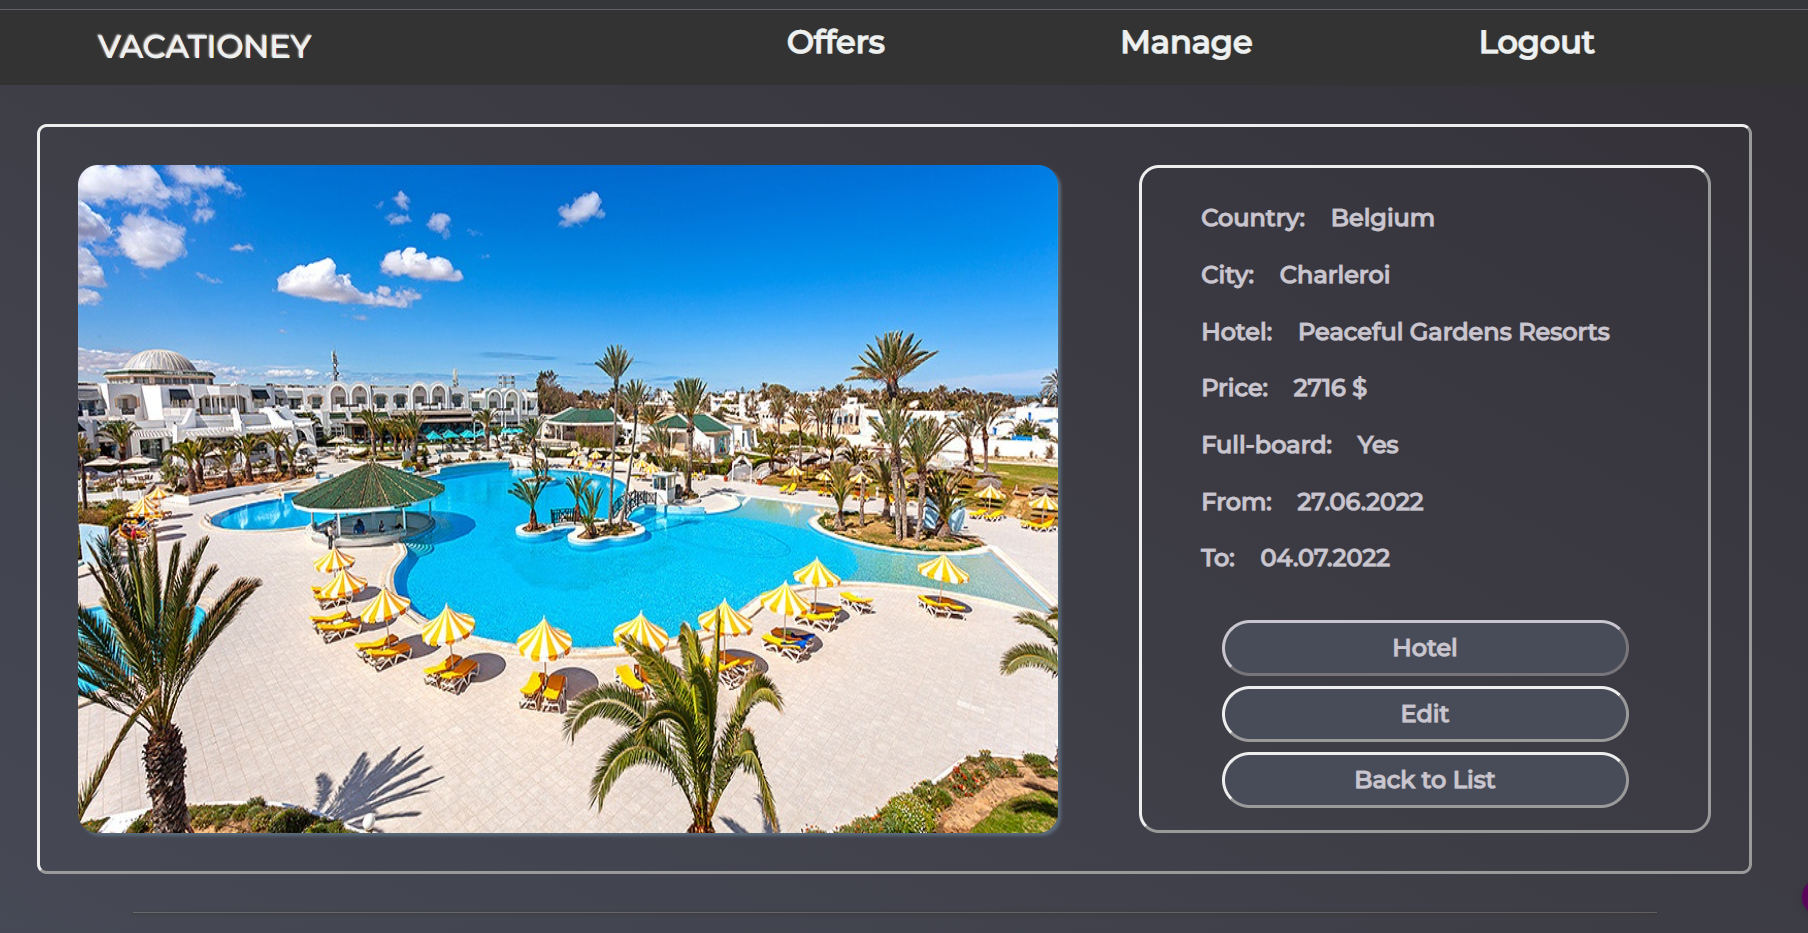 VACATIONEY Offers Manage Logout
Country: Belgium
City: Charleroi
Hotel: Peaceful Gardens Resorts
Price: 2716 $
Full-board: Yes
From: 27.06.2022
To: 04.07.2022
Hotel
Edit
Back to List